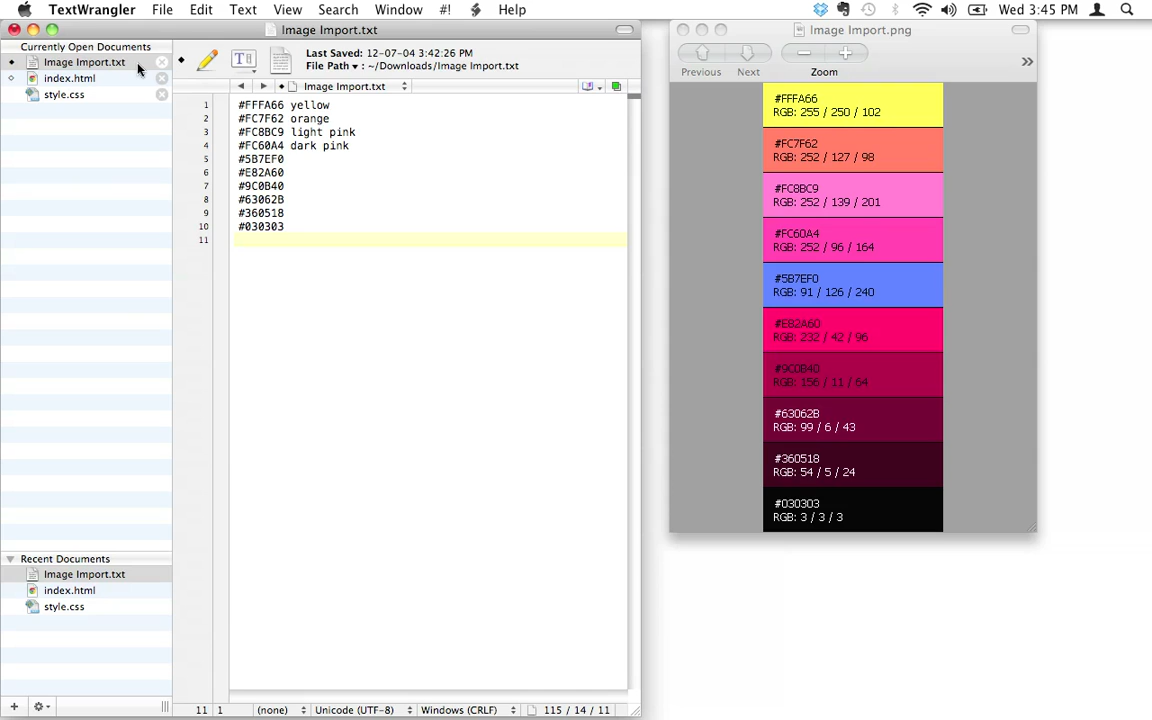 TextWrangler File Edit Text View Search Window #! Help Wed 3:45 PM
Image Import.txt
Currently Open Documents
Image Import.txt
index.html
style.css
Last Saved: 12-07-04 3:42:26 PM
File Path ▾ : ~/Downloads/Image Import.txt
Image Import.txt
1 #FFFA66 yellow
2 #FC7F62 orange
3 #FC8BC9 light pink
4 #FC60A4 dark pink
5 #5B7EF0
6 #E82A60
7 #9C0B40
8 #63062B
9 #360518
10 #030303
11
Recent Documents
Image Import.txt
index.html
style.css
11 1 (none) Unicode (UTF-8) Windows (CRLF) 115 / 14 / 11
Image Import.png
Previous Next Zoom
#FFFA66
RGB: 255 / 250 / 102
#FC7F62
RGB: 252 / 127 / 98
#FC8BC9
RGB: 252 / 139 / 201
#FC60A4
RGB: 252 / 96 / 164
#5B7EF0
RGB: 91 / 126 / 240
#E82A60
RGB: 232 / 42 / 96
#9C0B40
RGB: 156 / 11 / 64
#63062B
RGB: 99 / 6 / 43
#360518
RGB: 54 / 5 / 24
#030303
RGB: 3 / 3 / 3